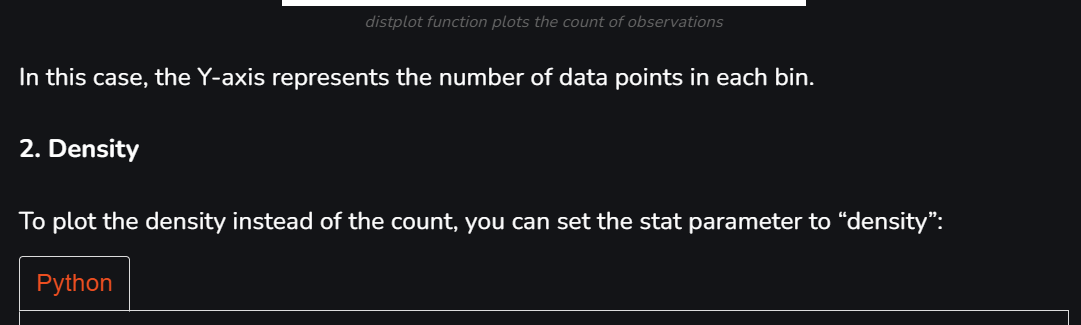 distplot function plots the count of observations
In this case, the Y-axis represents the number of data points in each bin.
2. Density
To plot the density instead of the count, you can set the stat parameter to “density”:
Python